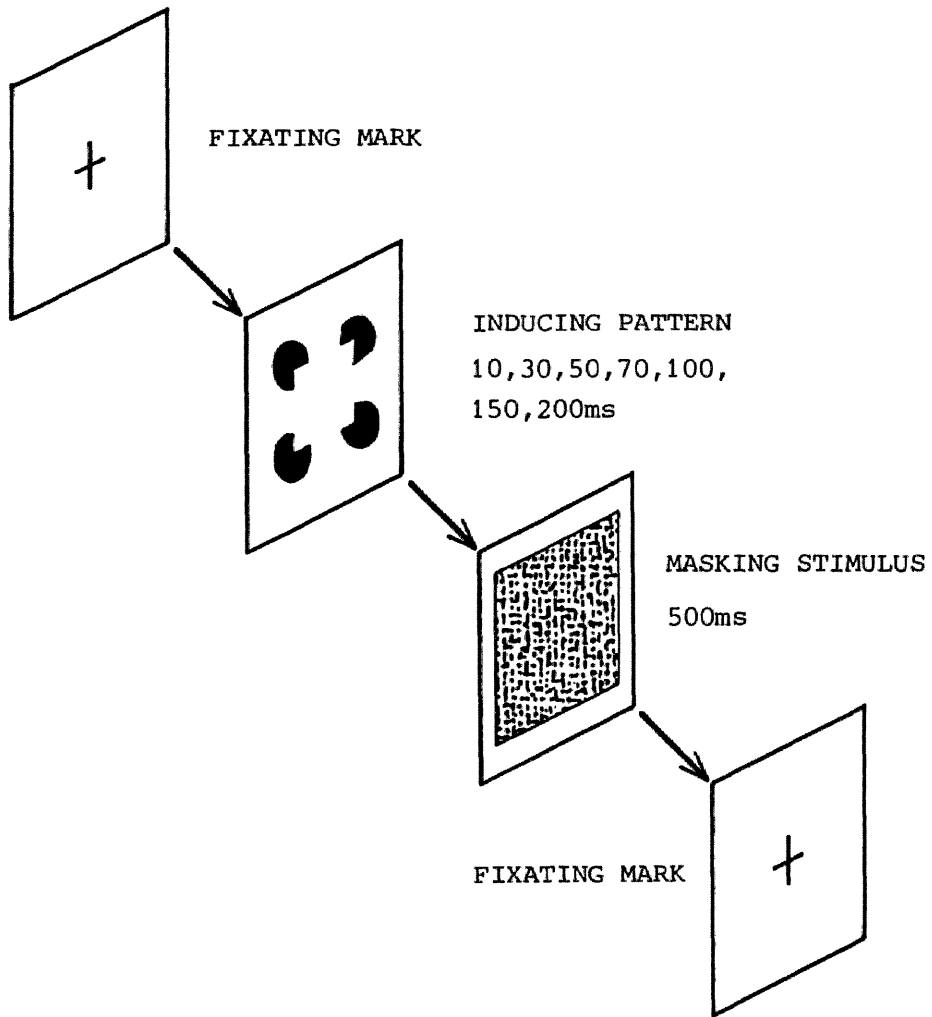 FIXATING MARK
INDUCING PATTERN
10,30,50,70,100,
150,200ms
MASKING STIMULUS
500ms
FIXATING MARK